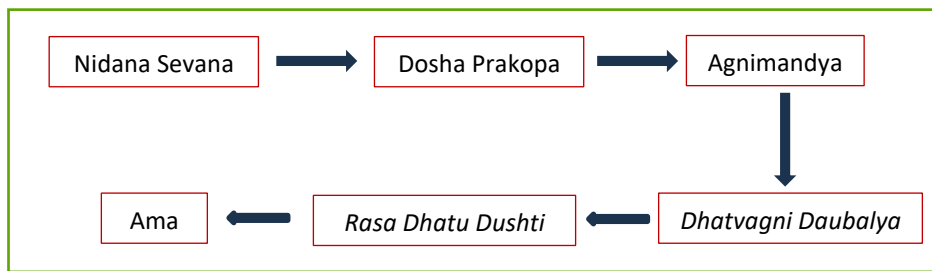 Nidana Sevana
Dosha Prakopa
Agnimandya
Dhatvagni Daubalya
Rasa Dhatu Dushti
Ama